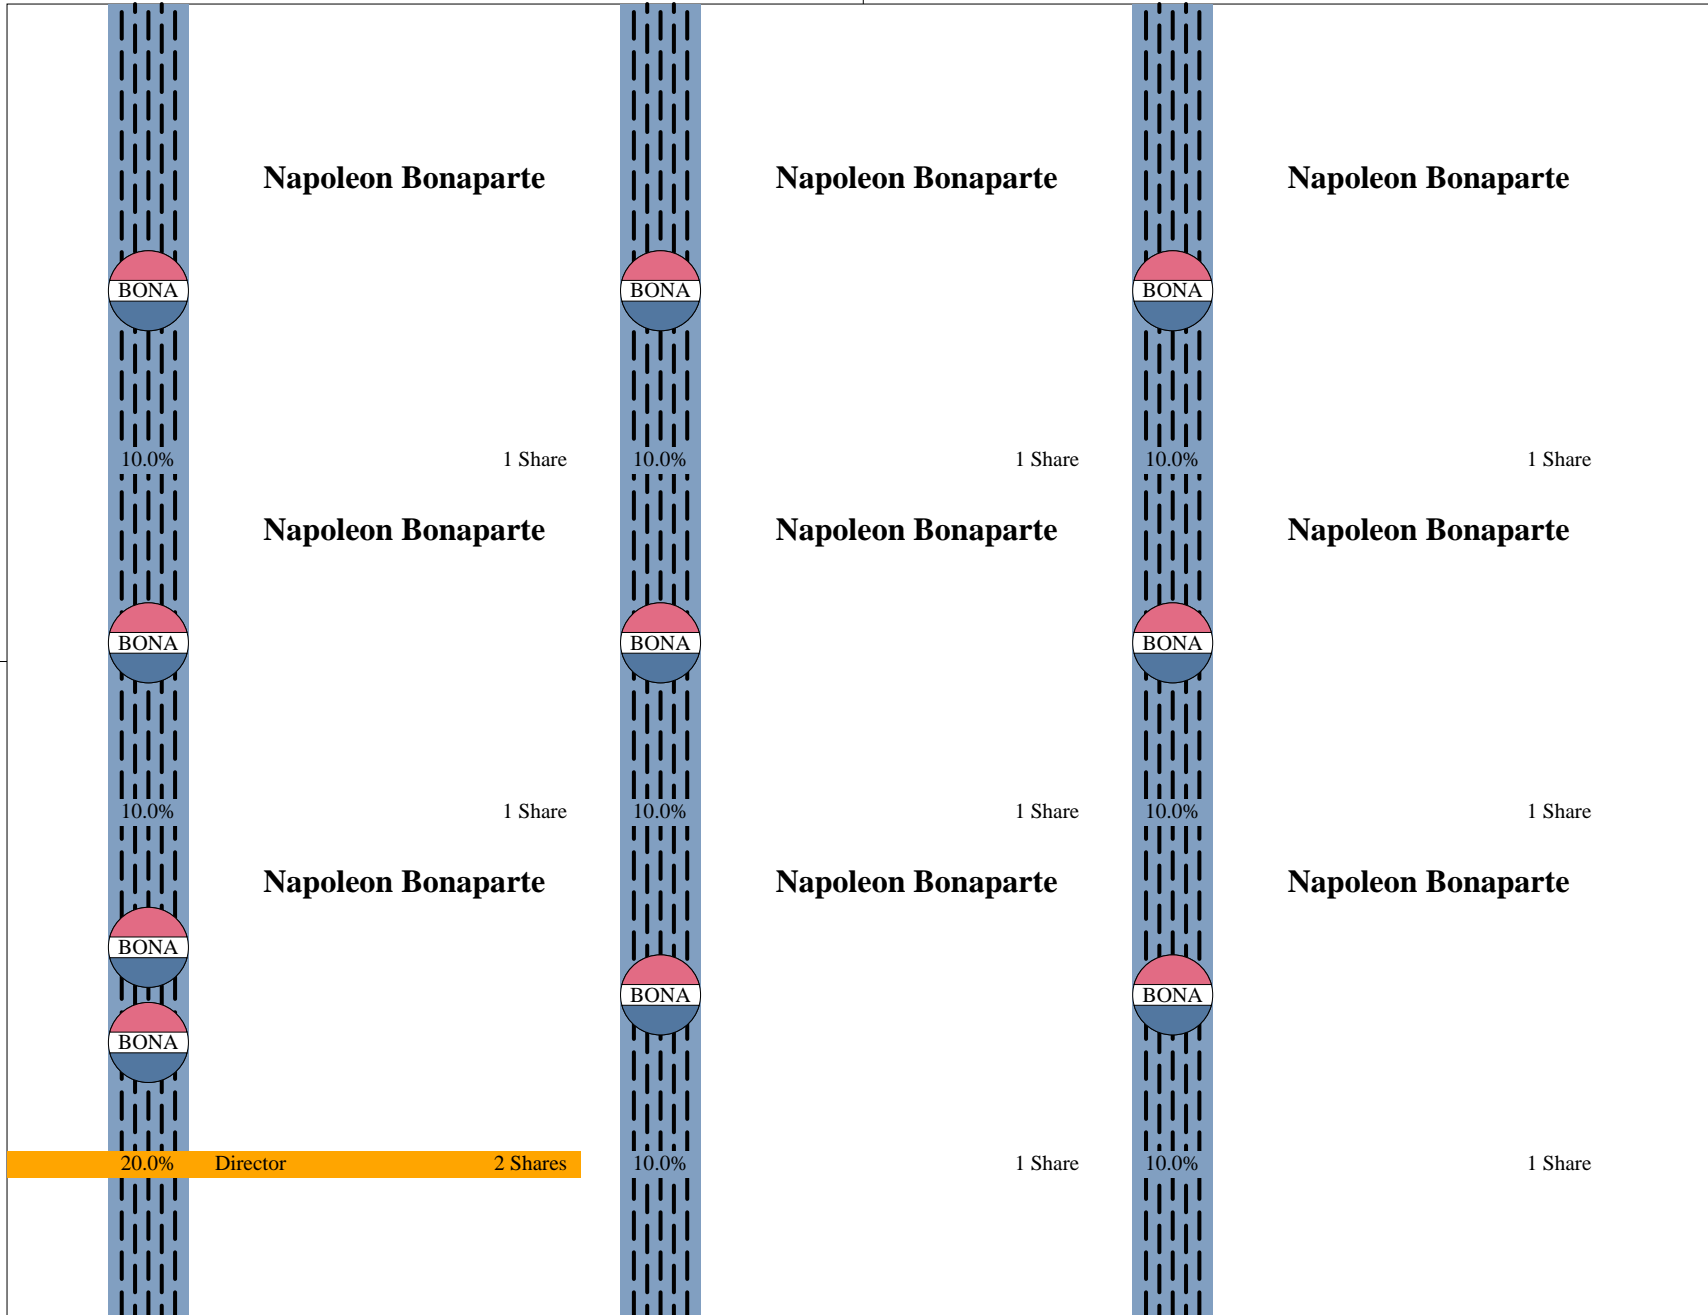 Napoleon Bonaparte Napoleon Bonaparte Napoleon Bonaparte
BONA BONA BONA
10.0% 1 Share 10.0% 1 Share 10.0% 1 Share
Napoleon Bonaparte Napoleon Bonaparte Napoleon Bonaparte
BONA BONA BONA
10.0% 1 Share 10.0% 1 Share 10.0% 1 Share
Napoleon Bonaparte Napoleon Bonaparte Napoleon Bonaparte
BONA
BONA BONA
BONA
20.0% Director 2 Shares 10.0% 1 Share 10.0% 1 Share